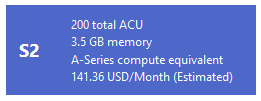 S2
200 total ACU
3.5 GB memory
A-Series compute equivalent
141.36 USD/Month (Estimated)